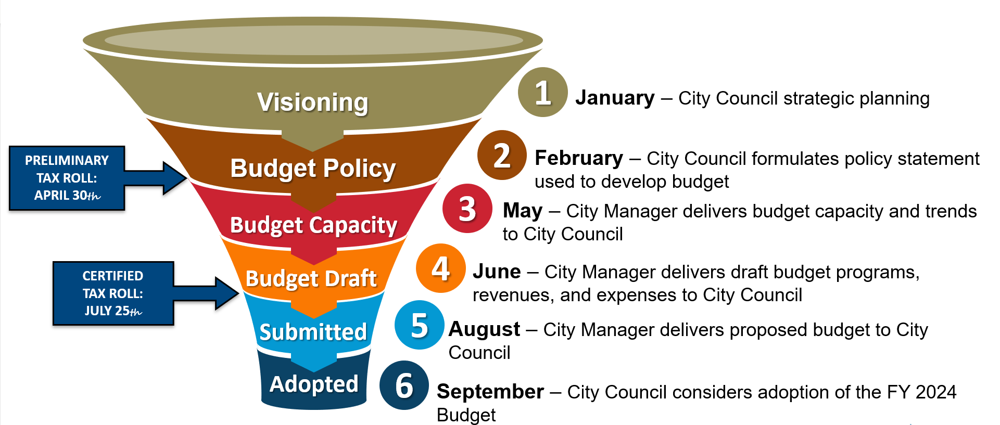 Visioning
1
January – City Council strategic planning
PRELIMINARY
TAX ROLL:
APRIL 30th
Budget Policy
2
February – City Council formulates policy statement
used to develop budget
Budget Capacity
3
May – City Manager delivers budget capacity and trends
to City Council
CERTIFIED
TAX ROLL:
JULY 25th
Budget Draft
4
June – City Manager delivers draft budget programs,
revenues, and expenses to City Council
Submitted
5
August – City Manager delivers proposed budget to City
Council
Adopted
6
September – City Council considers adoption of the FY 2024
Budget